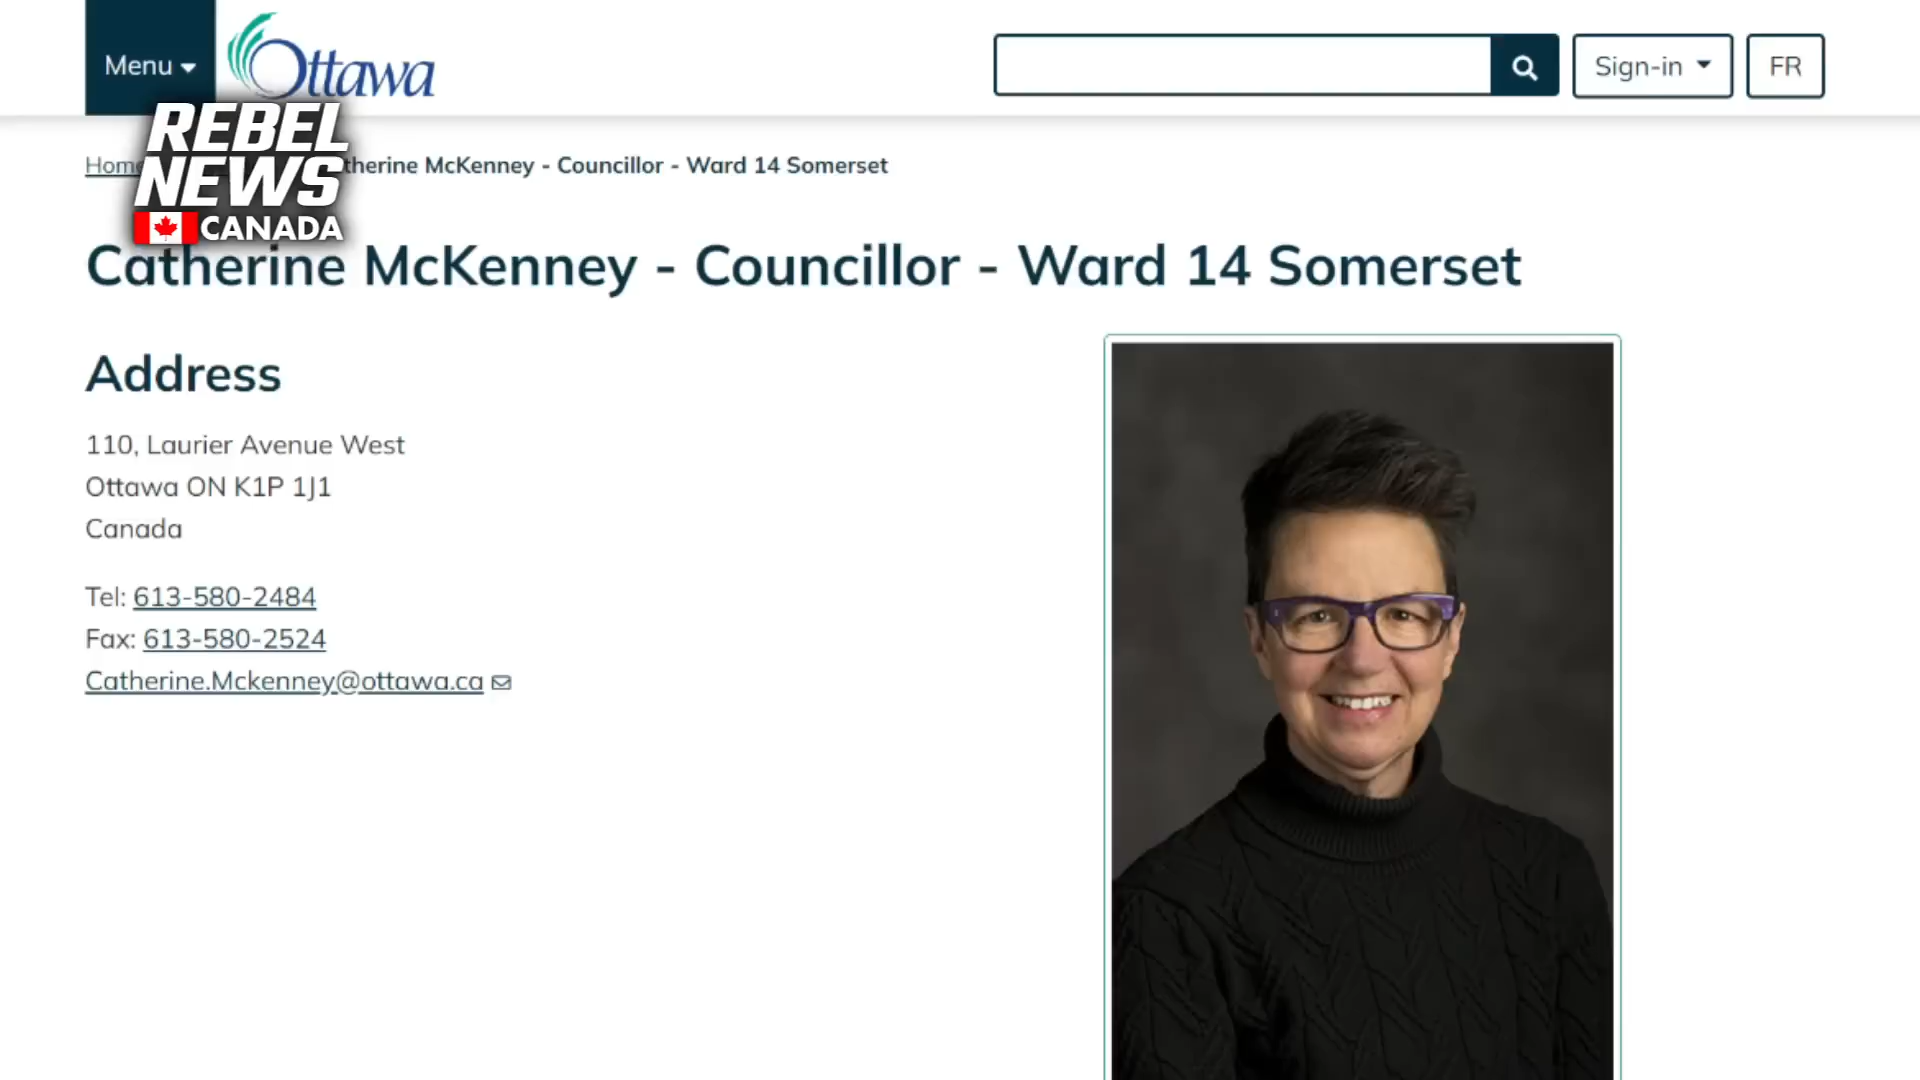 Menu
Ottawa
Sign-in
FR
REBEL
NEWS
CANADA
Home
therine McKenney - Councillor - Ward 14 Somerset
Catherine McKenney - Councillor - Ward 14 Somerset
Address
110, Laurier Avenue West
Ottawa ON K1P 1J1
Canada
Tel: 613-580-2484
Fax: 613-580-2524
Catherine.Mckenney@ottawa.ca